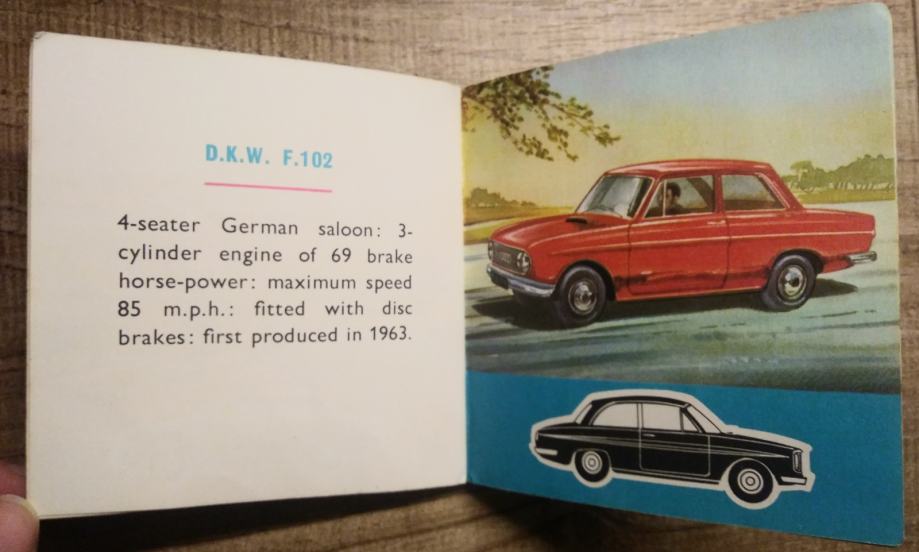 D.K.W. F.102
4-seater German saloon: 3-
cylinder engine of 69 brake
horse-power: maximum speed
85 m.p.h.: fitted with disc
brakes: first produced in 1963.